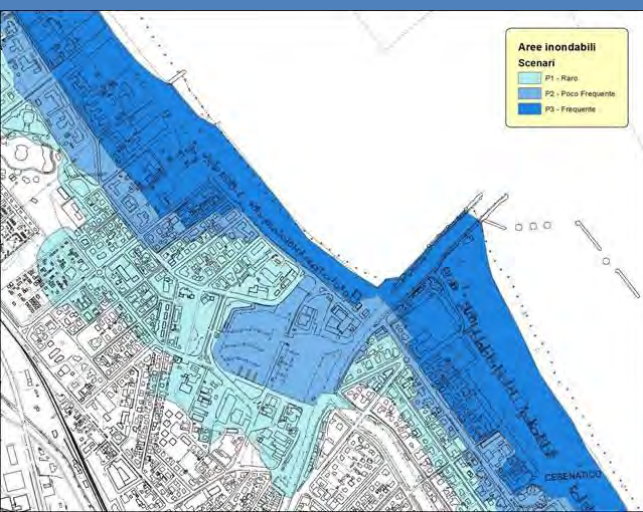 Aree inondabili
Scenari
P1 - Raro
P2 - Poco Frequente
P3 - Frequente
CESENATICO